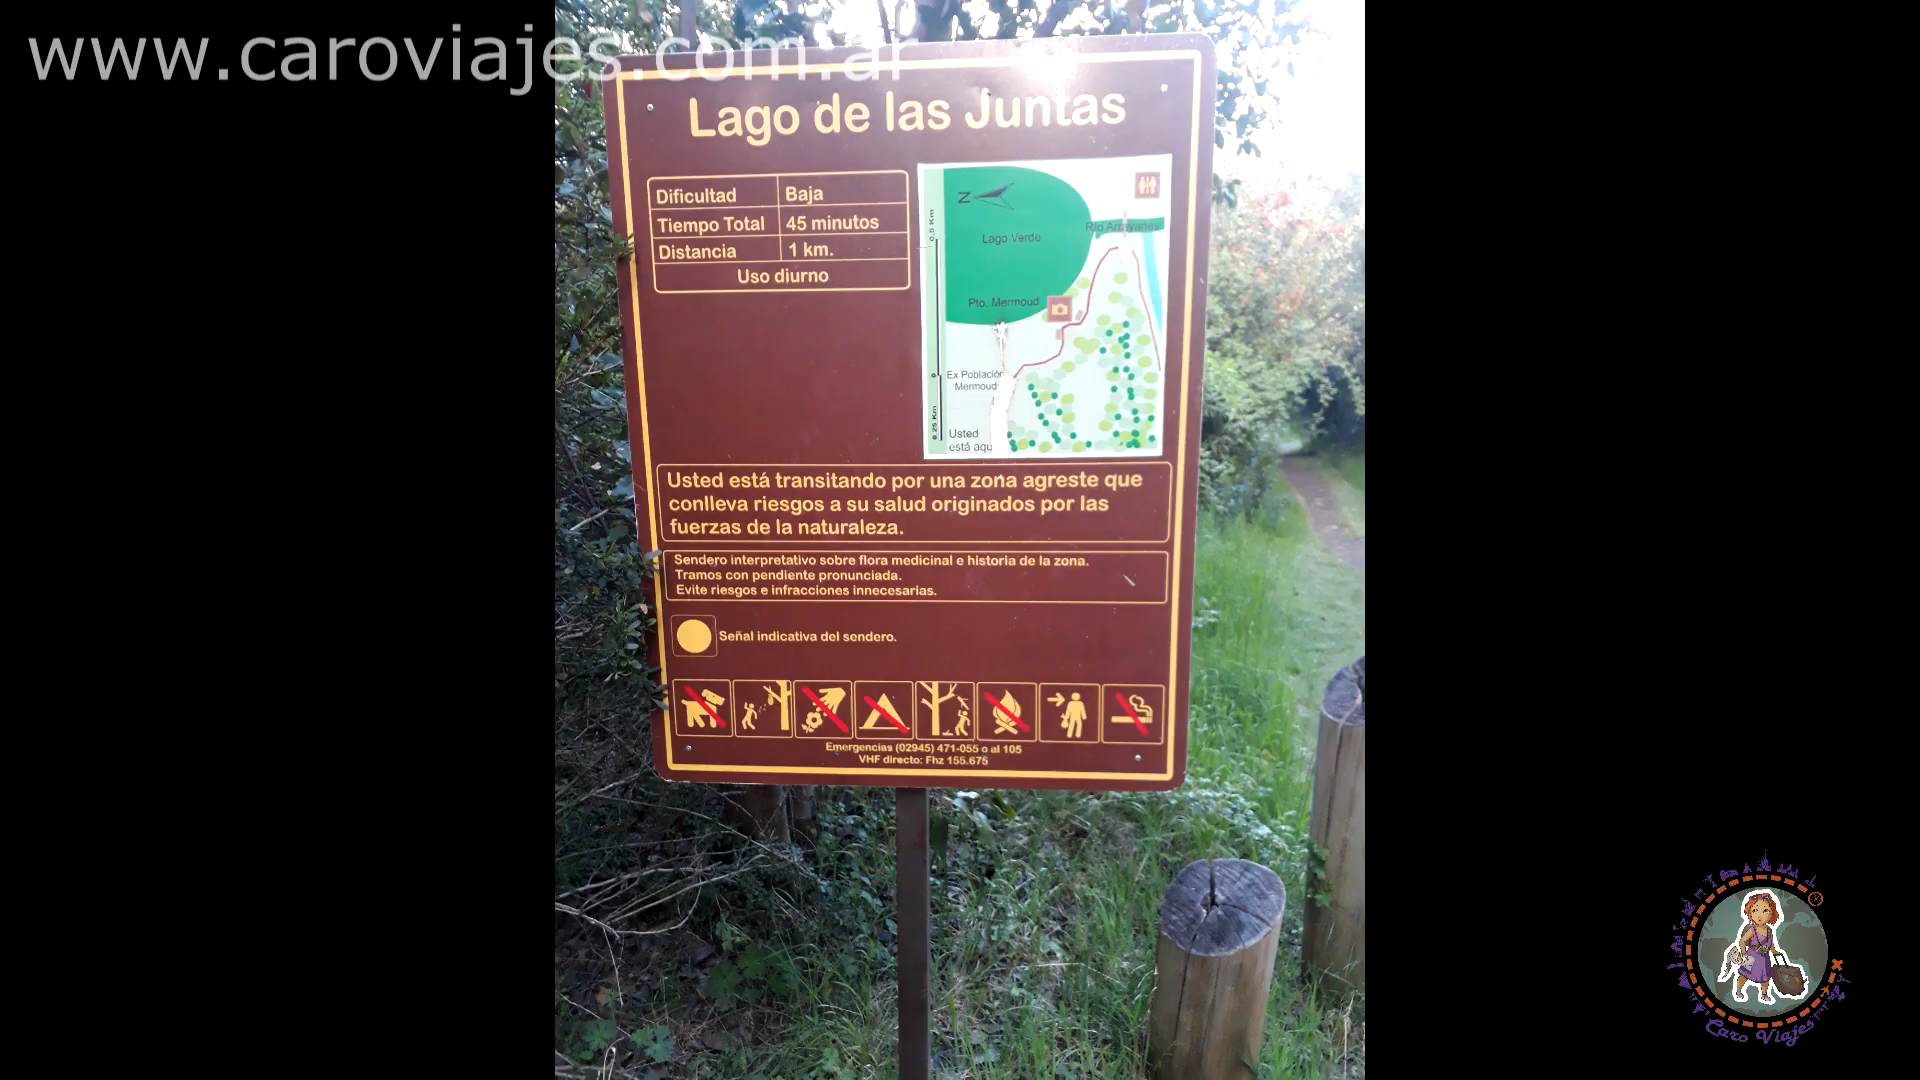 www.caroviajes.com.ar
Lago de las Juntas
Dificultad Baja
Tiempo Total 45 minutos
Distancia 1 km.
Uso diurno
N
Lago Verde
Río Arrayanes
Pto. Mermoud
Ex Población
Mermoud
Usted
está aquí
0,5 Km
0
0,25 Km
Usted está transitando por una zona agreste que
conlleva riesgos a su salud originados por las
fuerzas de la naturaleza.
Sendero interpretativo sobre flora medicinal e historia de la zona.
Tramos con pendiente pronunciada.
Evite riesgos e infracciones innecesarias.
Señal indicativa del sendero.
Emergencias (02945) 471-055 o al 105
VHF directo: Fhz 155.675
Caro Viajes